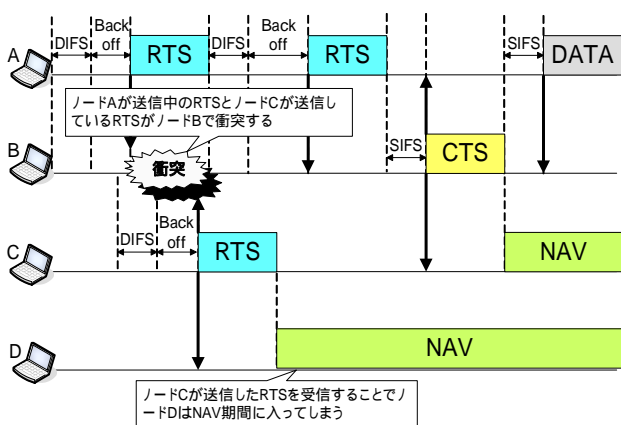 DIFS
Back
off
RTS
DIFS
Back
off
RTS
SIFS
DATA
A
ノードAが送信中のRTSとノードCが送信し
ているRTSがノードBで衝突する
B
衝突
SIFS
CTS
C
DIFS
Back
off
RTS
NAV
D
NAV
ノードCが送信したRTSを受信することでノ
ードDはNAV期間に入ってしまう